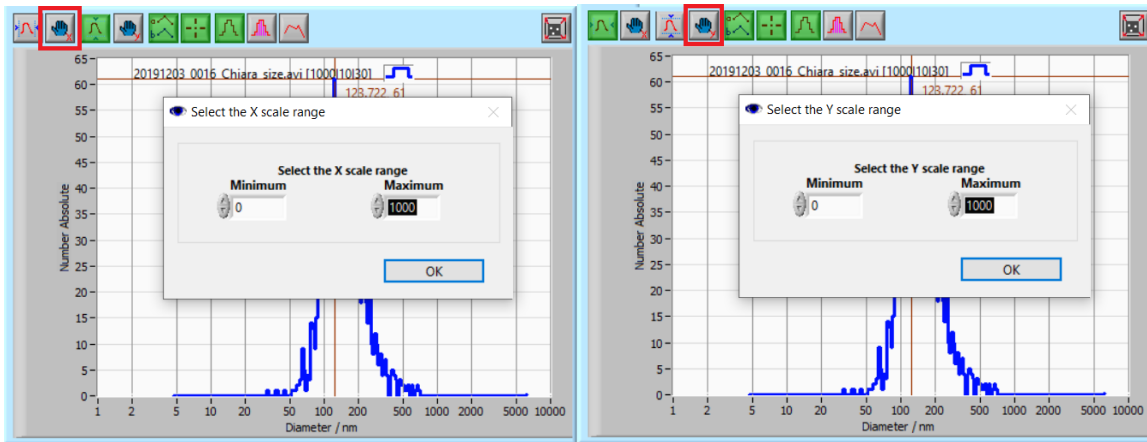 20191203_0016_Chiara_size.avi [1000|10|30]
123.722 61
Select the X scale range
Select the X scale range
Minimum
Maximum
0
1000
OK
65
60
55
50
45
40
35
30
25
20
15
10
5
0
Number Absolute
1 2 5 10 20 50 100 200 500 1000 2000 5000 10000
Diameter / nm
20191203_0016_Chiara_size.avi [1000|10|30]
123.722 61
Select the Y scale range
Select the Y scale range
Minimum
Maximum
0
1000
OK
65
60
55
50
45
40
35
30
25
20
15
10
5
0
Number Absolute
1 2 5 10 20 50 100 200 500 1000 2000 5000 10000
Diameter / nm